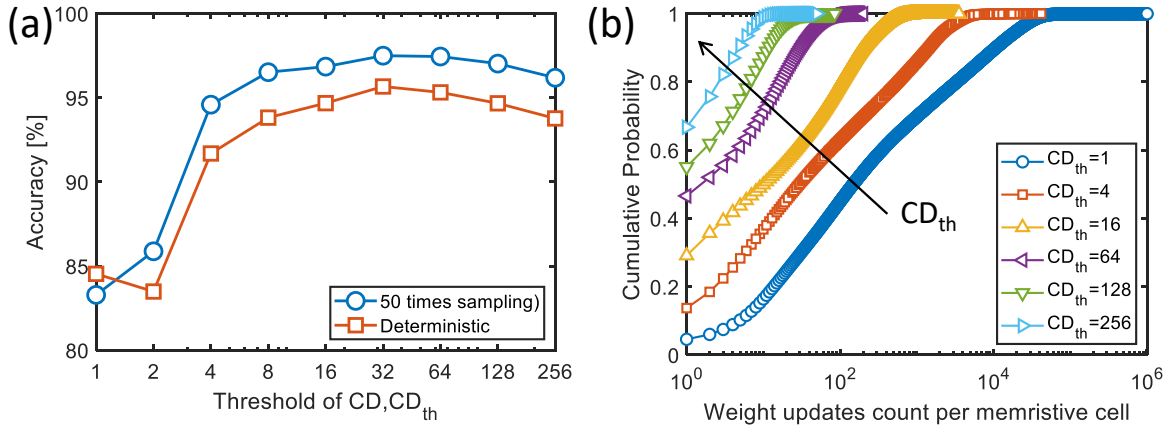 (a)
100
95
90
85
80
Accuracy [%]
1 2 4 8 16 32 64 128 256
Threshold of CD,CD_th
50 times sampling)
Deterministic
(b)
1
0.8
0.6
0.4
0.2
0
Cumulative Probability
10^0 10^2 10^4 10^6
Weight updates count per memristive cell
CD_th
CD_th=1
CD_th=4
CD_th=16
CD_th=64
CD_th=128
CD_th=256